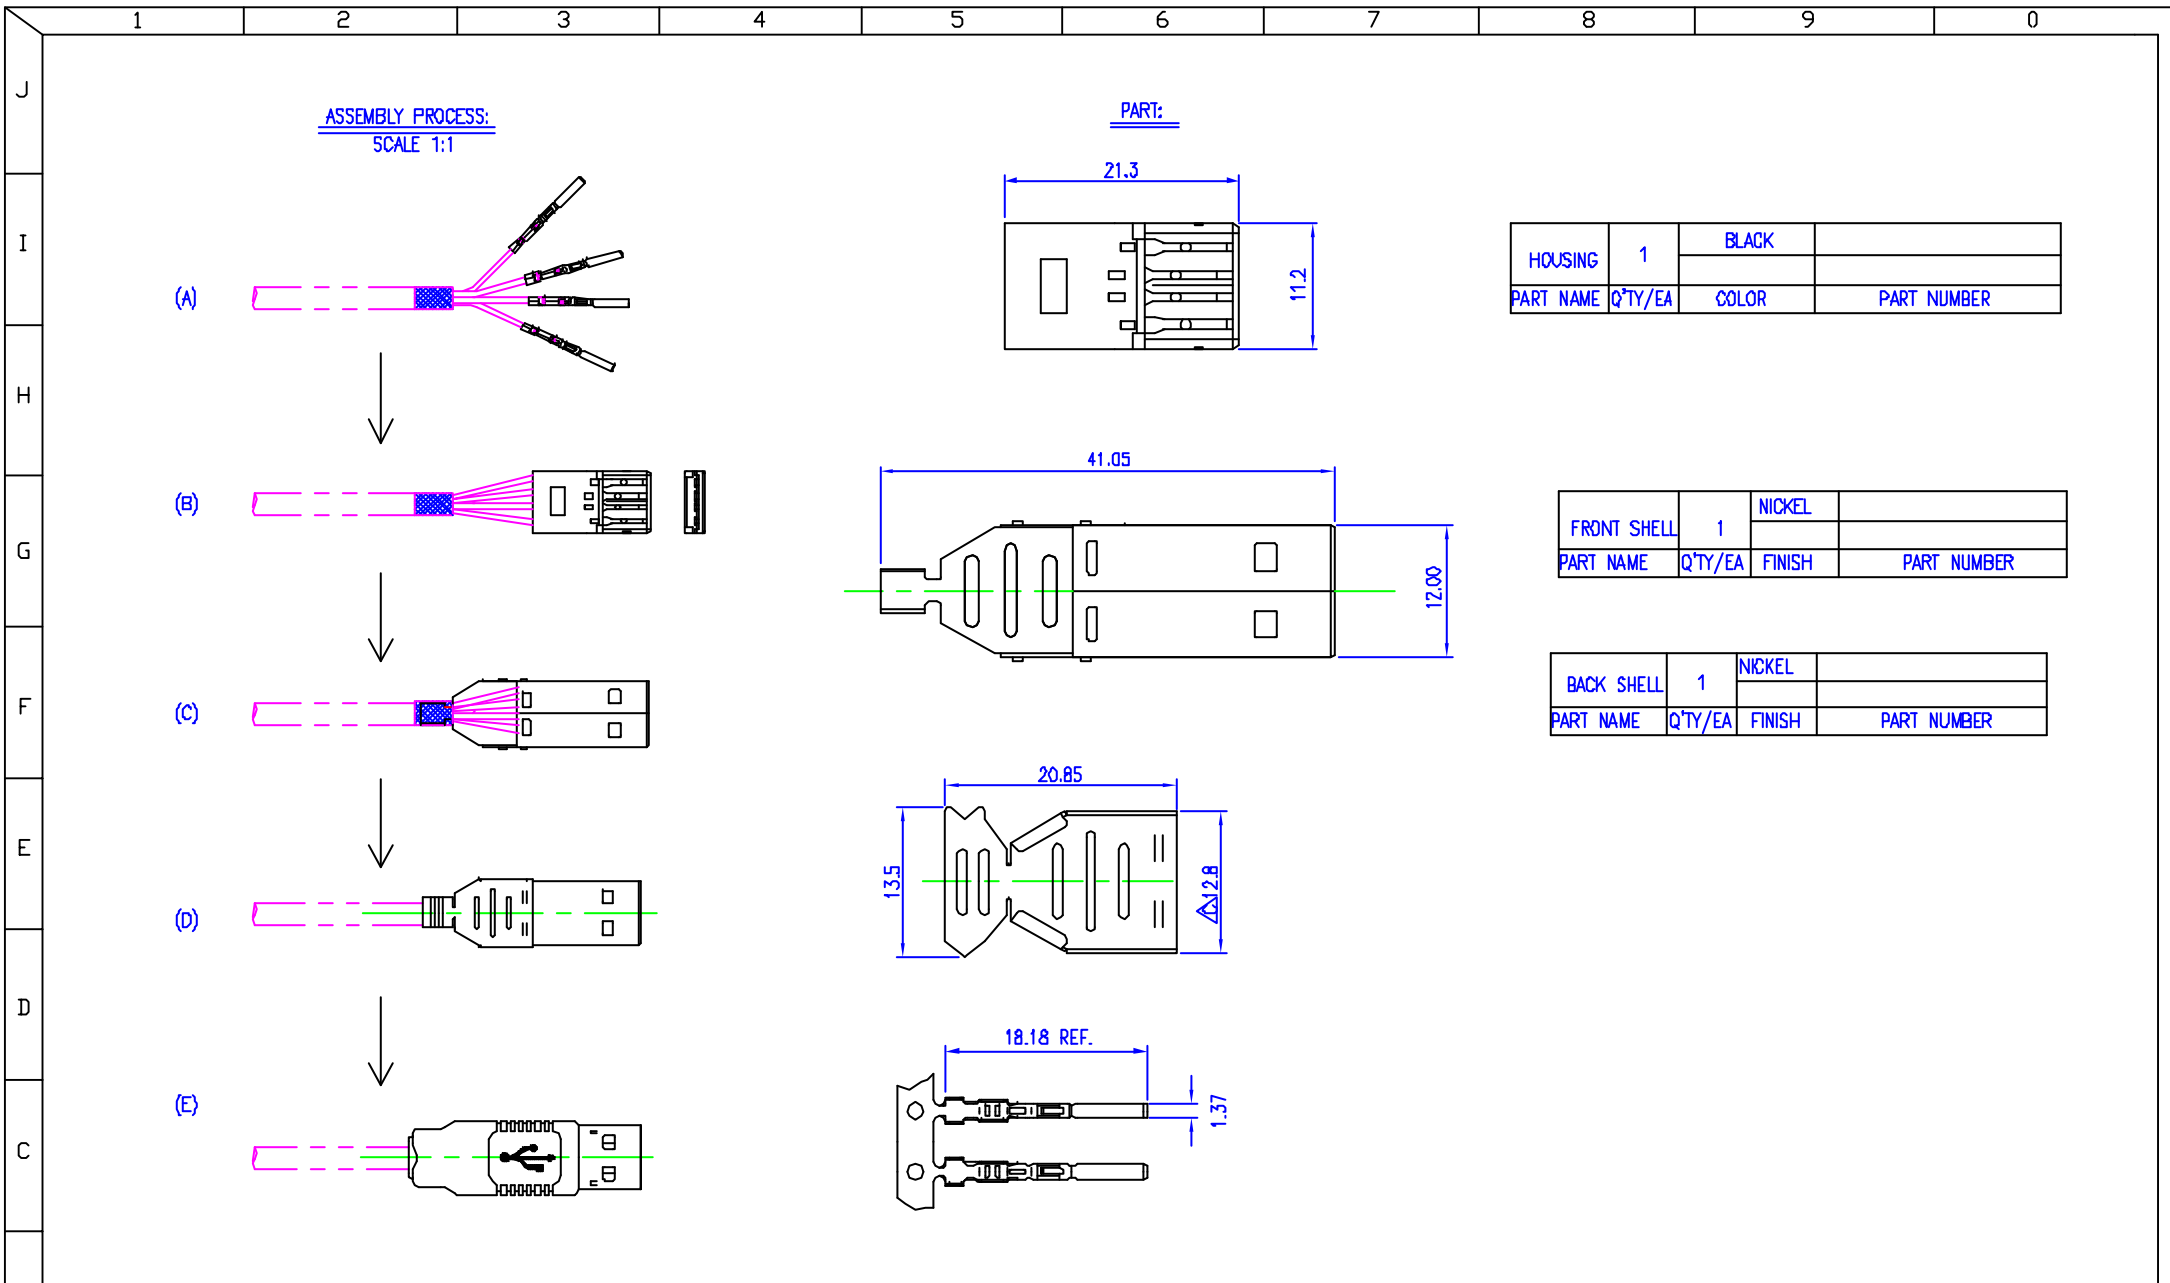 1 2 3 4 5 6 7 8 9 0
J
I
H
G
F
E
D
C
ASSEMBLY PROCESS:
SCALE 1:1
(A)
(B)
(C)
(D)
(E)
PART:
21.3
11.2
41.05
12.00
20.85
13.5
C 12.8
18.18 REF.
1.37
HOUSING 1 BLACK
PART NAME Q'TY/EA COLOR PART NUMBER
FRONT SHELL 1 NICKEL
PART NAME Q'TY/EA FINISH PART NUMBER
BACK SHELL 1 NICKEL
PART NAME Q'TY/EA FINISH PART NUMBER